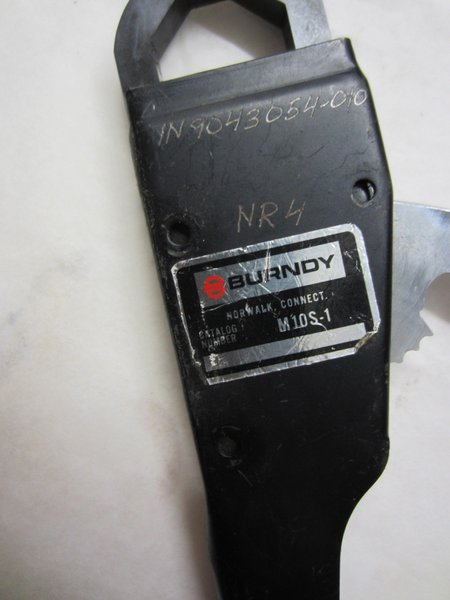 IN9043054-010
NR4
BURNDY
NORWALK, CONNECT.
CATALOG
NUMBER
M10S-1